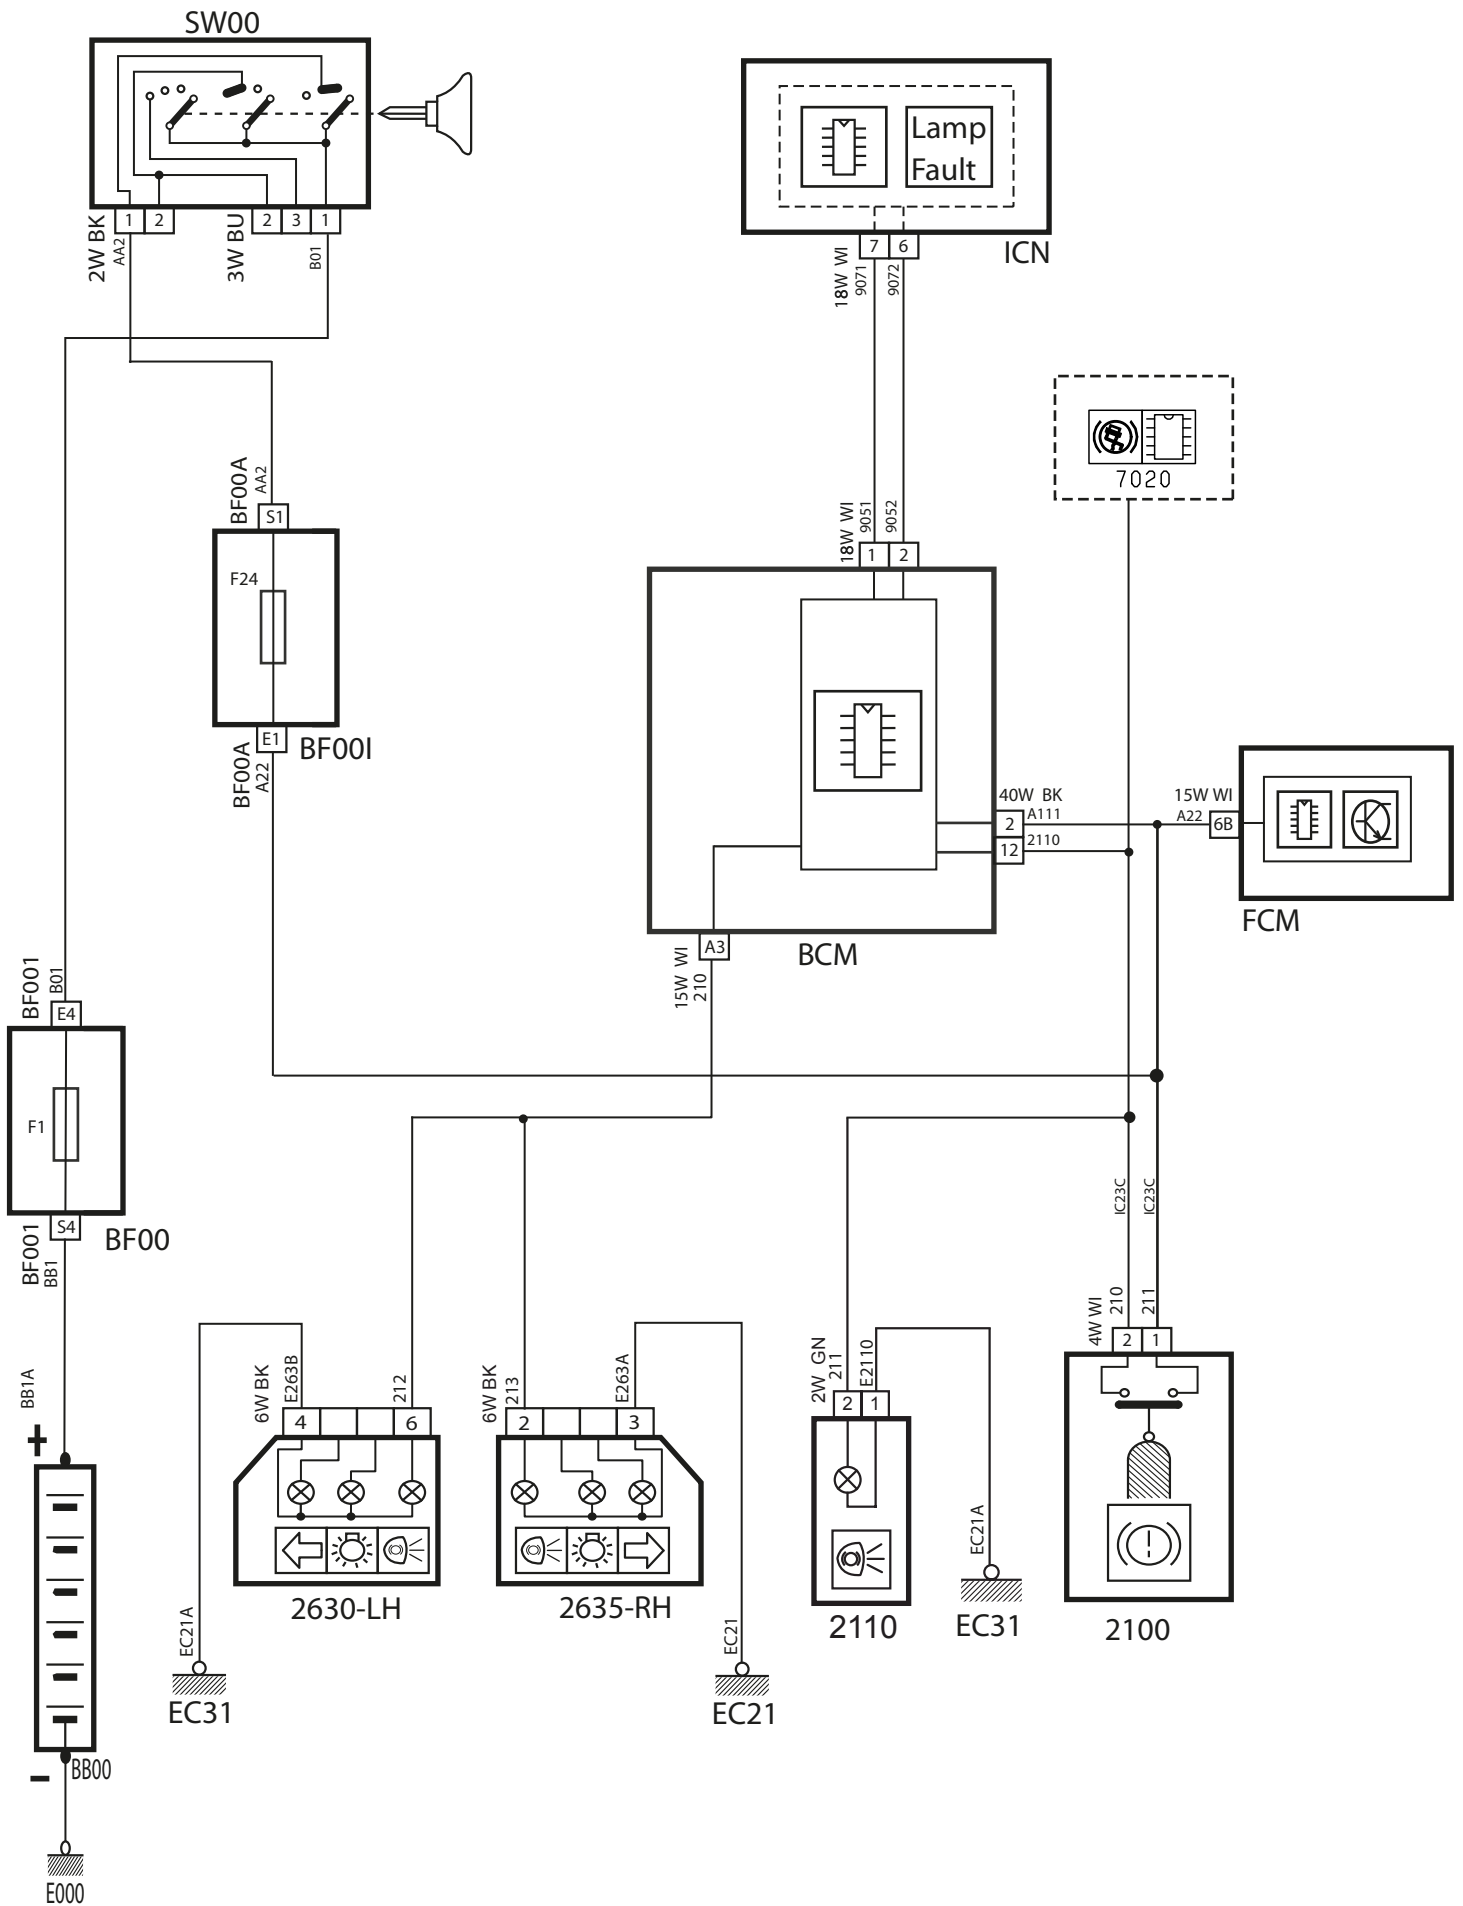 SW00
1
2
2
3
1
2W BK
AA2
3W BU
B01
Lamp
Fault
ICN
7
6
18W WI
9071
9072
7020
BF00A
AA2
S1
F24
E1
BF00I
BF00A
A22
18W WI
9051
9052
1
2
40W BK
A111
2
2110
12
15W WI
A22
6B
FCM
BCM
A3
15W WI
210
BF001
B01
E4
F1
S4
BF00
BF001
BB1
BB1A
+
BB00
–
E000
6W BK
E263B
212
4
6
2630-LH
EC21A
EC31
6W BK
213
E263A
2
3
2635-RH
EC21
EC21
2W GN
211
E2110
2
1
2110
EC21A
EC31
IC23C
IC23C
4W WI
210
211
2
1
2100